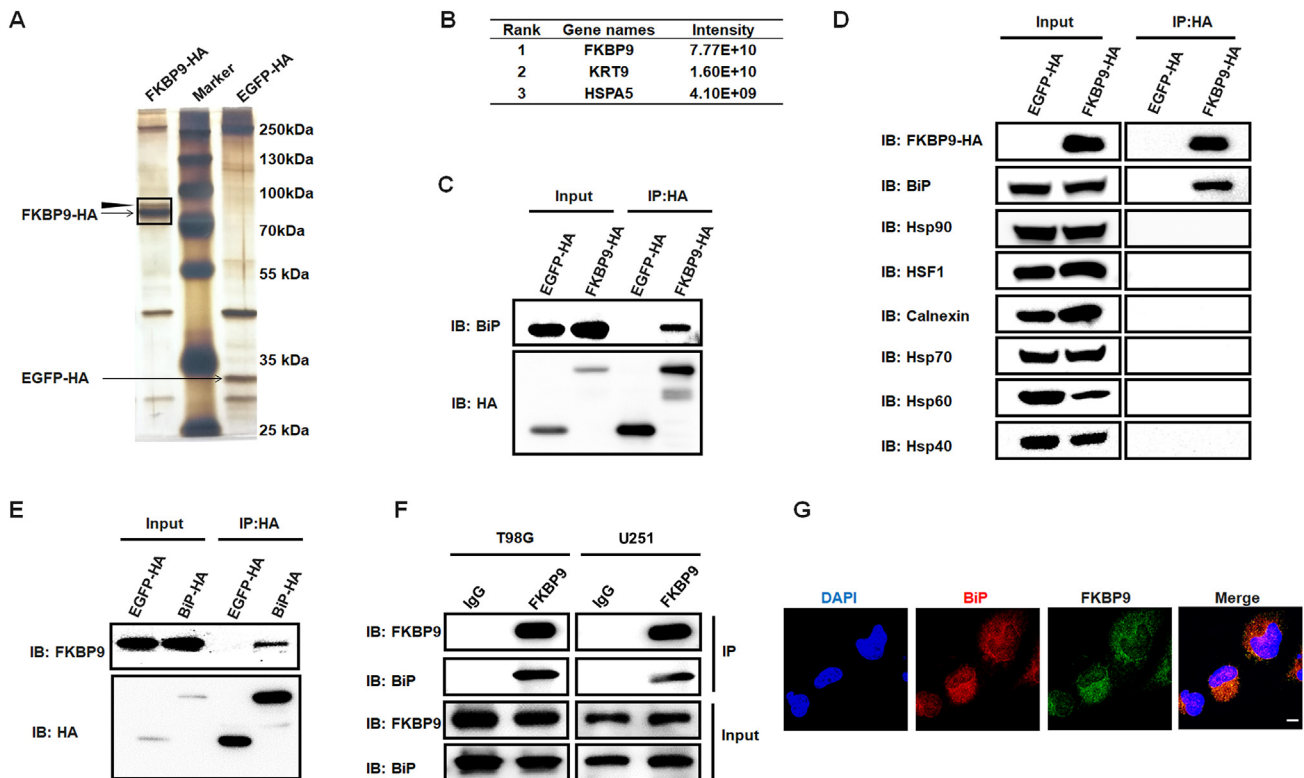 A
FKBP9-HA
Marker
EGFP-HA
250kDa
130kDa
100kDa
70kDa
55 kDa
35 kDa
25 kDa
FKBP9-HA
EGFP-HA
B
Rank Gene names Intensity
1 FKBP9 7.77E+10
2 KRT9 1.60E+10
3 HSPA5 4.10E+09
C
Input IP:HA
EGFP-HA FKBP9-HA EGFP-HA FKBP9-HA
IB: BiP
IB: HA
D
Input IP:HA
EGFP-HA FKBP9-HA EGFP-HA FKBP9-HA
IB: FKBP9-HA
IB: BiP
IB: Hsp90
IB: HSF1
IB: Calnexin
IB: Hsp70
IB: Hsp60
IB: Hsp40
E
Input IP:HA
EGFP-HA BiP-HA EGFP-HA BiP-HA
IB: FKBP9
IB: HA
F
T98G U251
IgG FKBP9 IgG FKBP9
IB: FKBP9
IB: BiP
IP
IB: FKBP9
IB: BiP
Input
G
DAPI BiP FKBP9 Merge